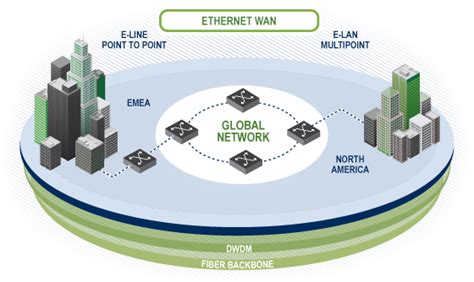 ETHERNET WAN
E-LINE
POINT TO POINT
E-LAN
MULTIPOINT
EMEA
GLOBAL
NETWORK
NORTH
AMERICA
DWDM
FIBER BACKBONE